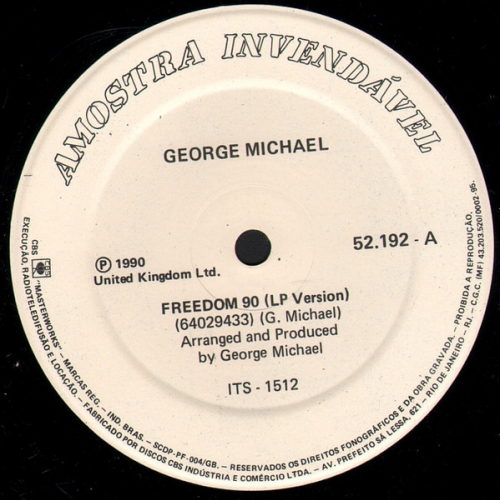 AMOSTRA INVENDÁVEL
GEORGE MICHAEL
Ⓟ 1990
United Kingdom Ltd.
52.192 - A
FREEDOM 90 (LP Version)
(64029433) (G. Michael)
Arranged and Produced
by George Michael
ITS - 1512
CBS "MASTERWORKS" - MARCAS REG. - IND. BRAS. - SCDP-PF-004/GB. - RESERVADOS OS DIREITOS FONOGRÁFICOS E DA OBRA GRAVADA - PROIBIDA A REPRODUÇÃO,
EXECUÇÃO, RADIOTELEDIFUSÃO E LOCAÇÃO. - FABRICADO POR DISCOS CBS INDÚSTRIA E COMÉRCIO LTDA. - AV. PREFEITO SÁ LESSA, 621 - RIO DE JANEIRO - RJ. - C.G.C. (MF) 43.203.520/0002-95.